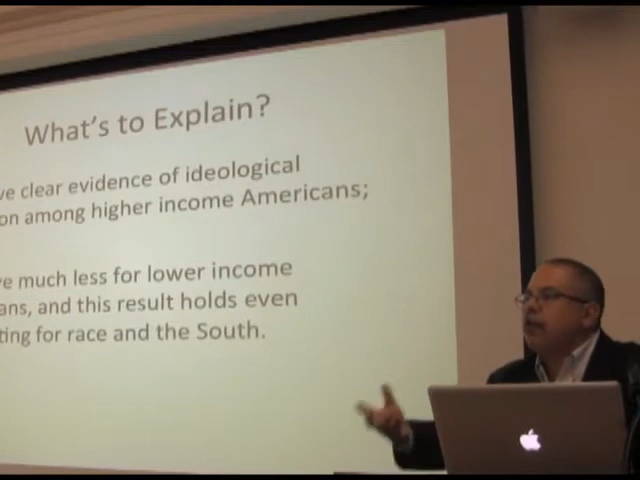 What's to Explain?
ve clear evidence of ideological
on among higher income Americans;
e much less for lower income
ans, and this result holds even
ting for race and the South.